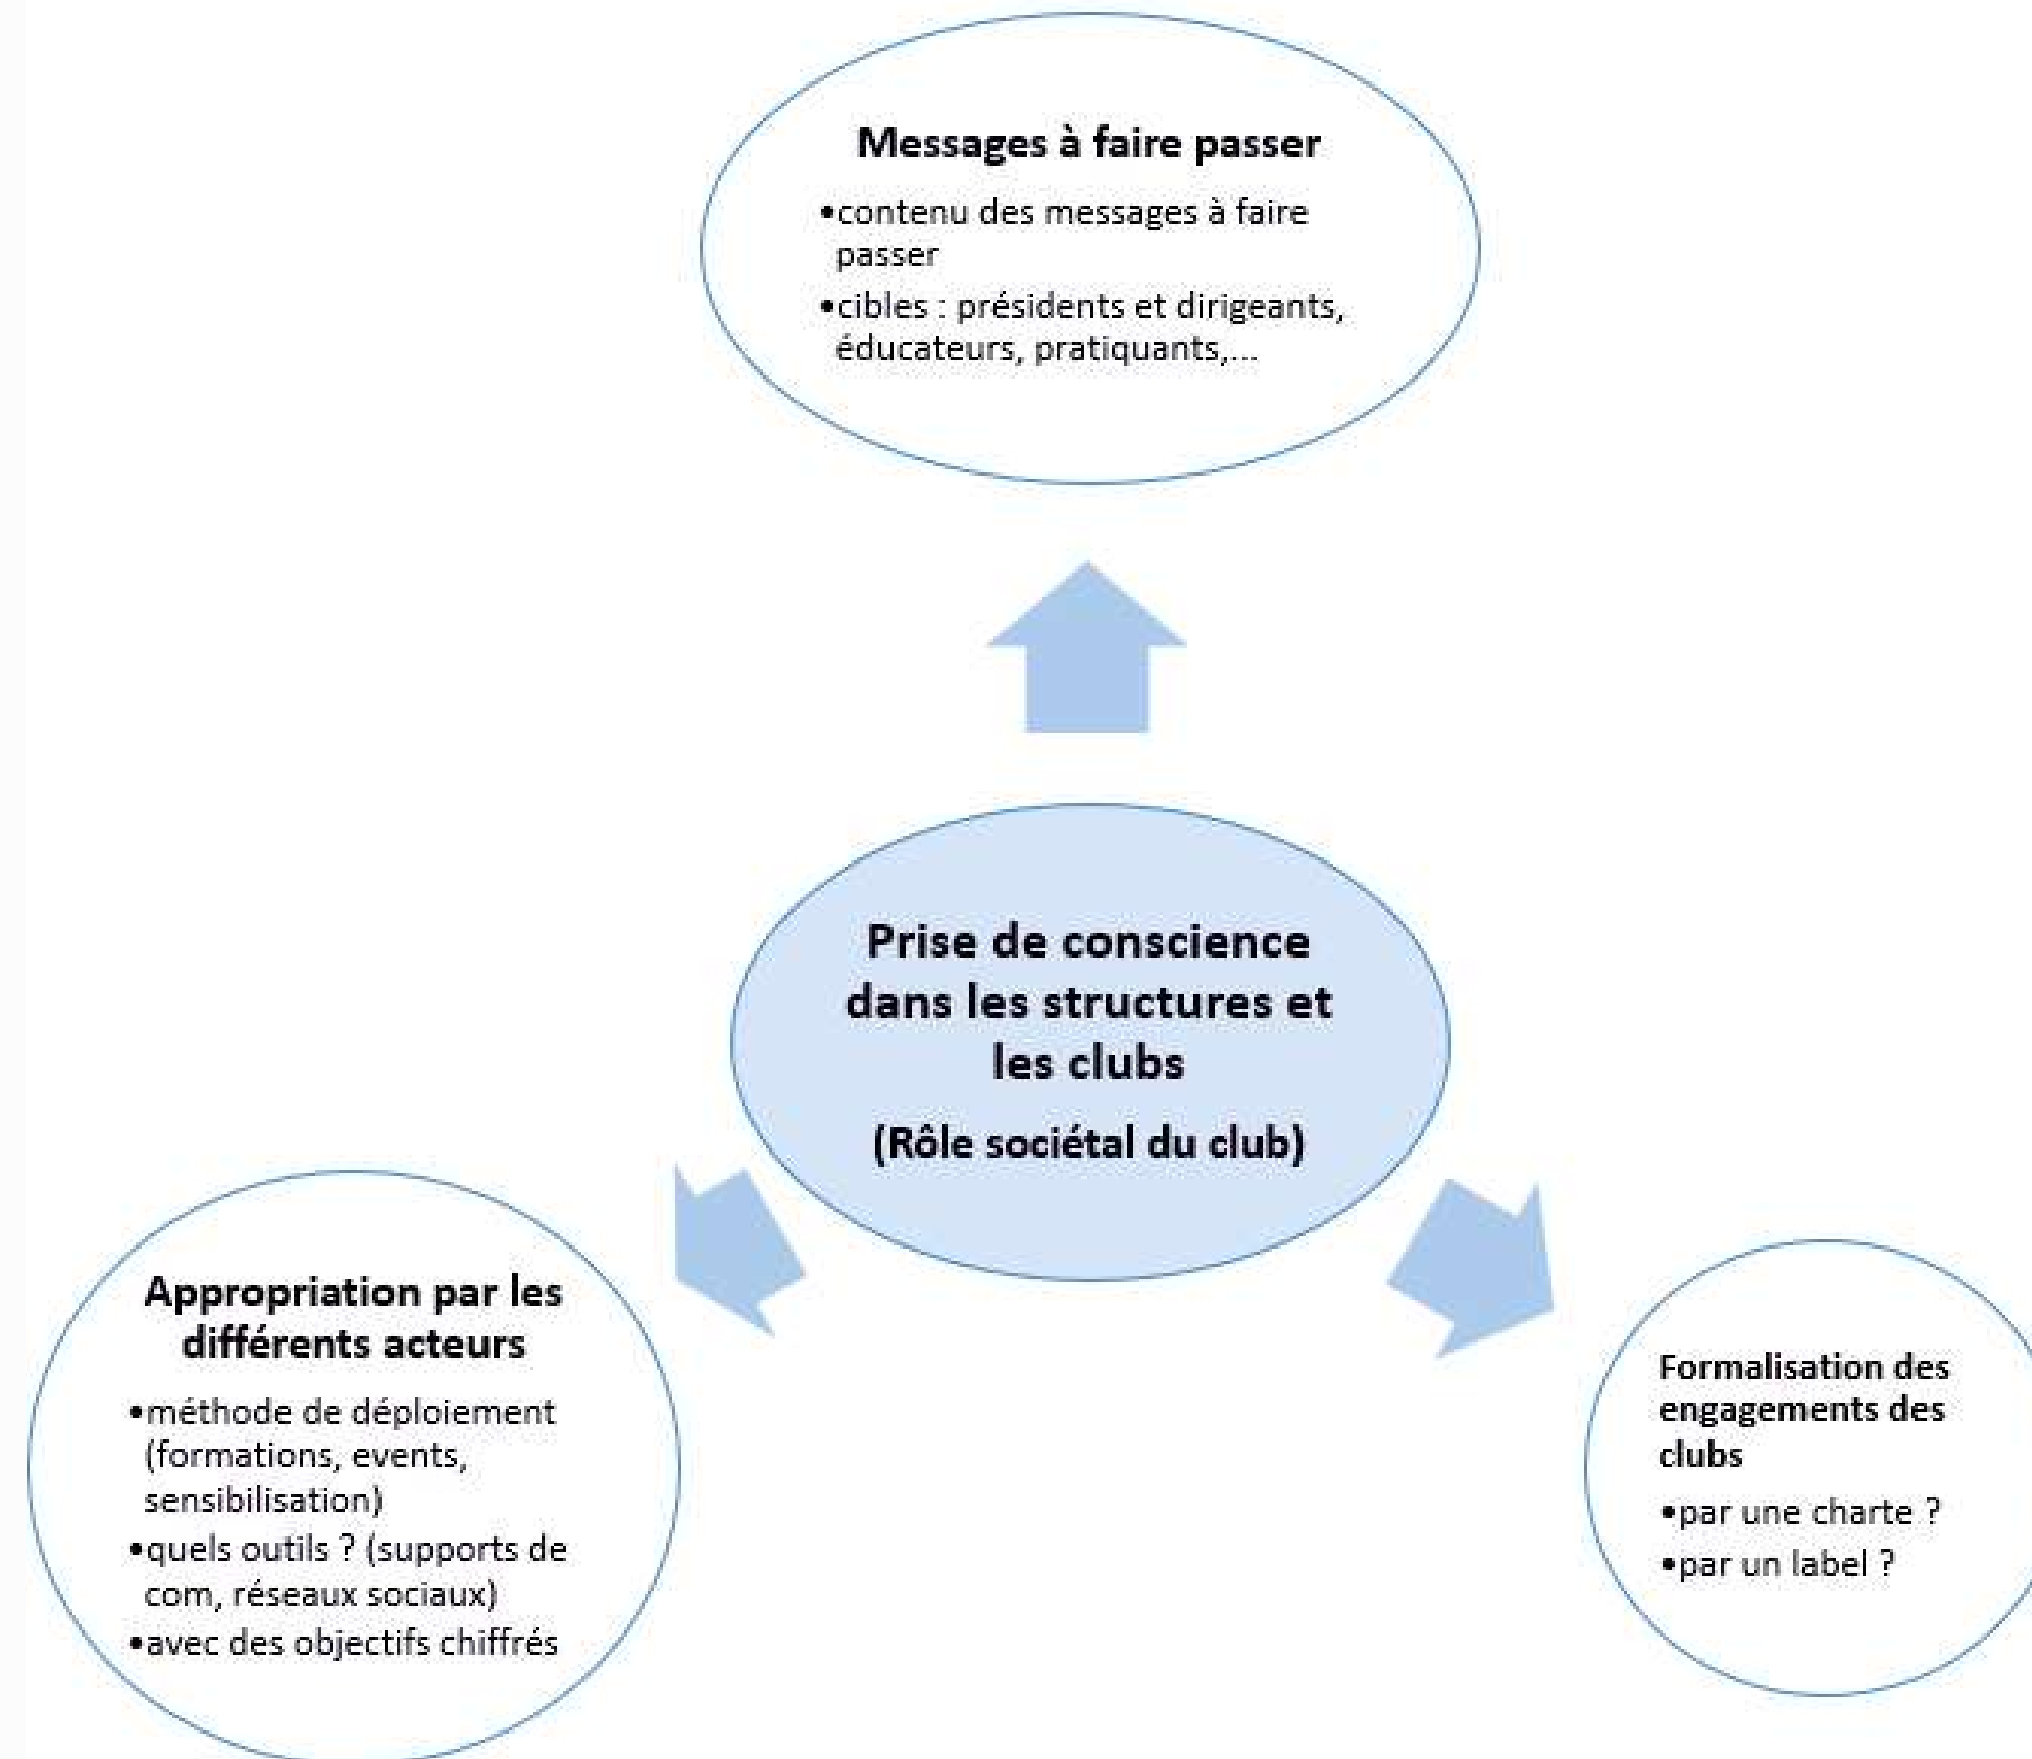 Messages à faire passer
•contenu des messages à faire
passer
•cibles : présidents et dirigeants,
éducateurs, pratiquants,...
Prise de conscience
dans les structures et
les clubs
(Rôle sociétal du club)
Appropriation par les
différents acteurs
•méthode de déploiement
(formations, events,
sensibilisation)
•quels outils ? (supports de
com, réseaux sociaux)
•avec des objectifs chiffrés
Formalisation des
engagements des
clubs
•par une charte ?
•par un label ?